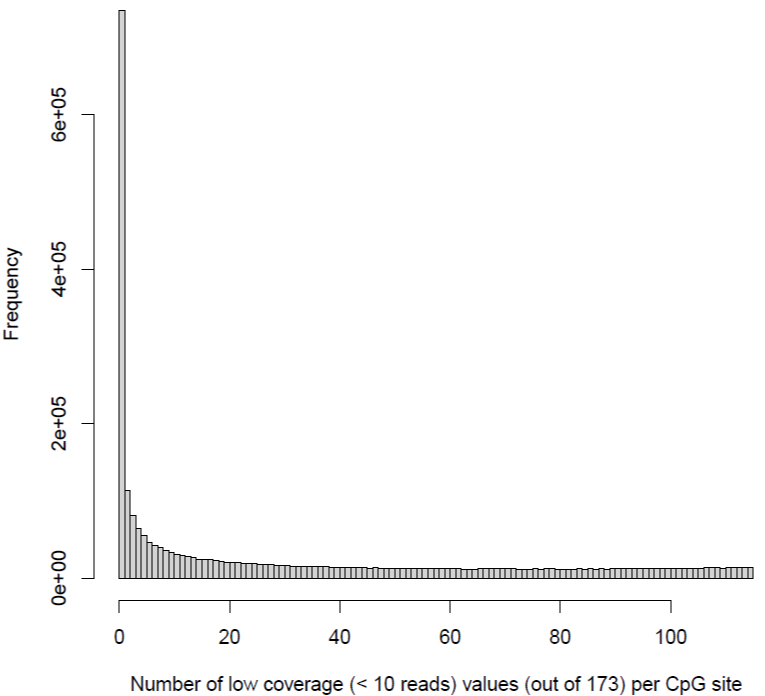 Frequency
6e+05
4e+05
2e+05
0e+00
0 20 40 60 80 100
Number of low coverage (< 10 reads) values (out of 173) per CpG site